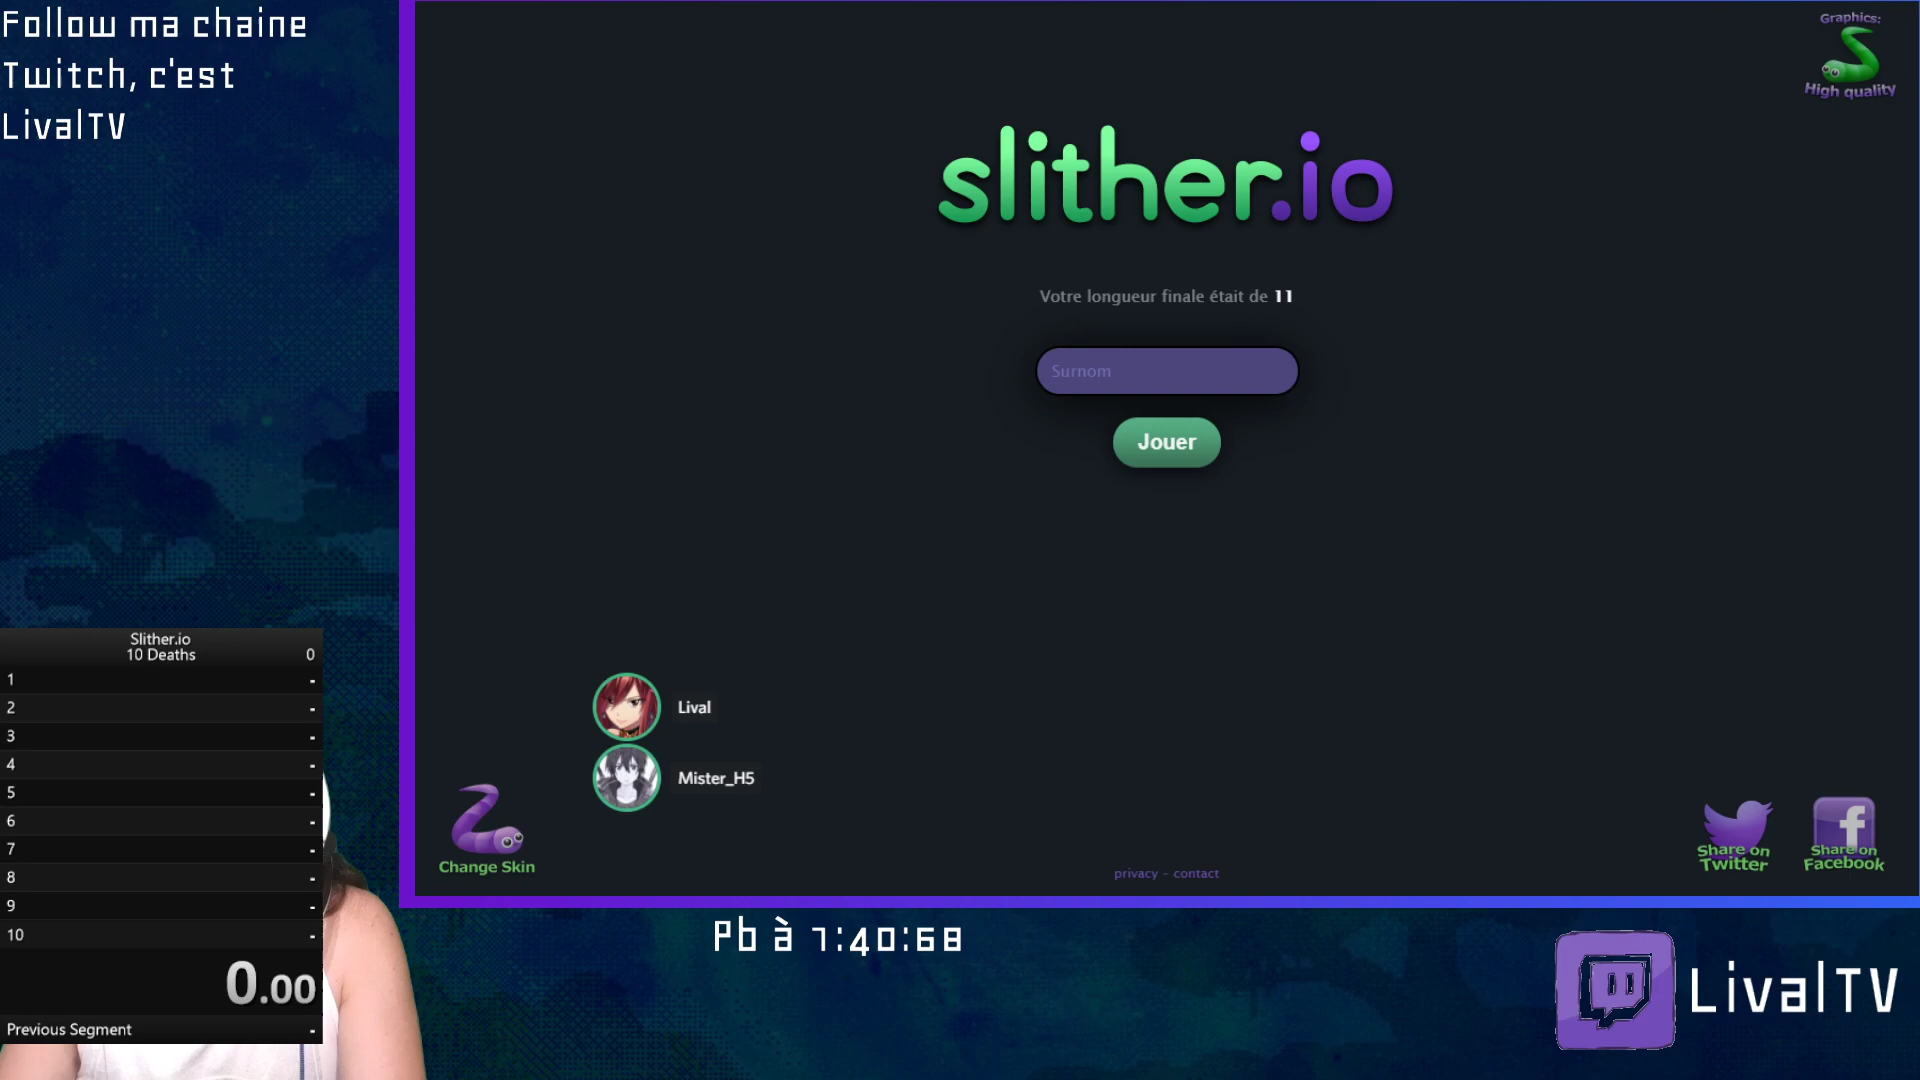 Follow ma chaine
Twitch, c'est
LivalTV
Graphics:
High quality
slither.io
Votre longueur finale était de 11
Surnom
Jouer
Lival
Mister_H5
Change Skin
privacy - contact
Share on
Twitter
Share on
Facebook
Slither.io
10 Deaths 0
1 -
2 -
3 -
4 -
5 -
6 -
7 -
8 -
9 -
10 -
0.00
Previous Segment -
Pb à 1:40:68
LivalTV